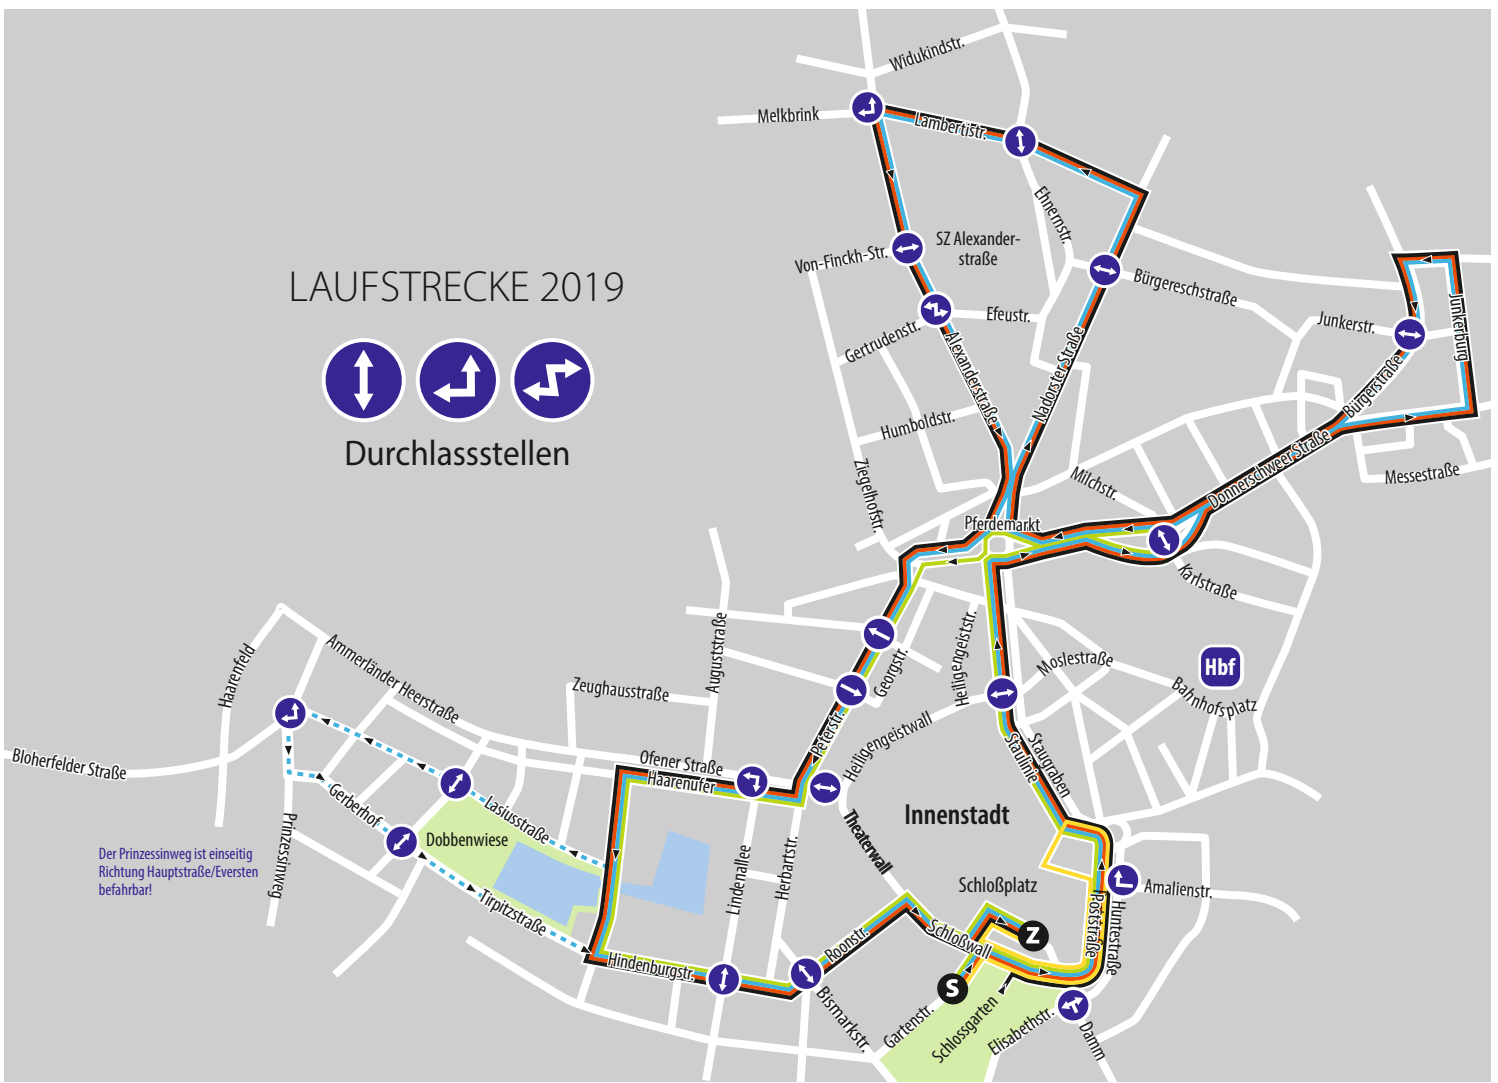 Widukindstr.
Melkbrink
Lambertistr.
Ehnernstr.
SZ Alexander-
straße
Von-Finckh-Str.
LAUFSTRECKE 2019
Bürgereschstraße
Efeustr.
Gertrudenstr.
Junkerstr.
Junkerburg
Alexanderstraße
Nadorster Straße
Bürgerstraße
Durchlassstellen
Humboldstr.
Ziegelhofstr.
Milchstr.
Donnerschweer Straße
Messestraße
Pferdemarkt
Karlstraße
Heiligengeiststr.
Moslestraße
Hbf
Bahnhofsplatz
Georgstr.
Auguststraße
Haarenfeld
Ammerländer Heerstraße
Zeughausstraße
Peterstr.
Heiligengeistwall
Staulinie
Staugraben
Bloherfelder Straße
Ofener Straße
Haarenufer
Gerberhof
Lasiusstraße
Innenstadt
Dobbenwiese
Theaterwall
Prinzessinweg
Der Prinzessinweg ist einseitig
Richtung Hauptstraße/Eversten
befahrbar!
Lindenallee
Herbartstr.
Schloßplatz
Amalienstr.
Tirpitzstraße
Poststraße
Huntestraße
Roonstr.
Schloßwall
Z
Hindenburgstr.
S
Bismarkstr.
Gartenstr.
Schlossgarten
Elisabethstr.
Damm